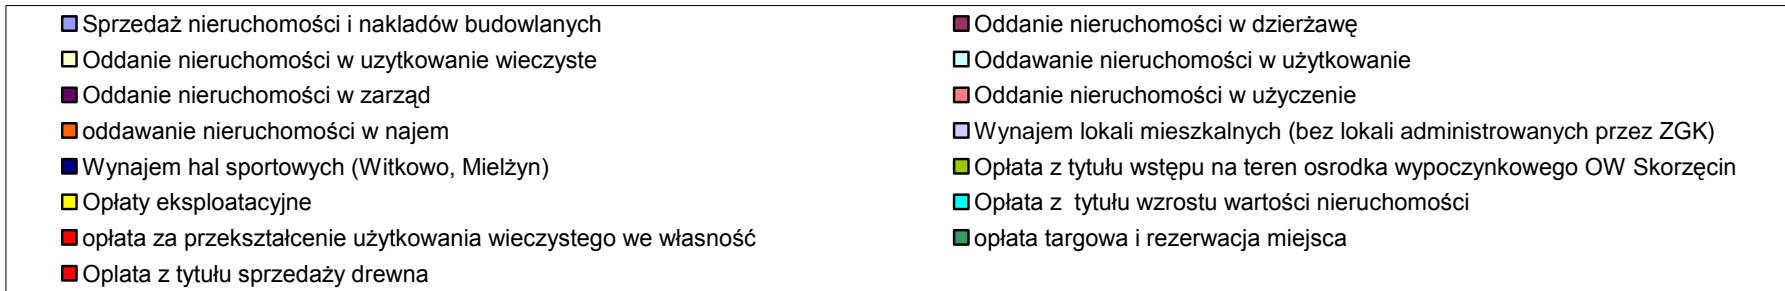 Sprzedaż nieruchomości i nakladów budowlanych
Oddanie nieruchomości w dzierżawę
Oddanie nieruchomości w uzytkowanie wieczyste
Oddawanie nieruchomości w użytkowanie
Oddanie nieruchomości w zarząd
Oddanie nieruchomości w użyczenie
oddawanie nieruchomości w najem
Wynajem lokali mieszkalnych (bez lokali administrowanych przez ZGK)
Wynajem hal sportowych (Witkowo, Mielżyn)
Opłata z tytułu wstępu na teren osrodka wypoczynkowego OW Skorzęcin
Opłaty eksploatacyjne
Opłata z tytułu wzrostu wartości nieruchomości
opłata za przekształcenie użytkowania wieczystego we własność
opłata targowa i rezerwacja miejsca
Oplata z tytułu sprzedaży drewna